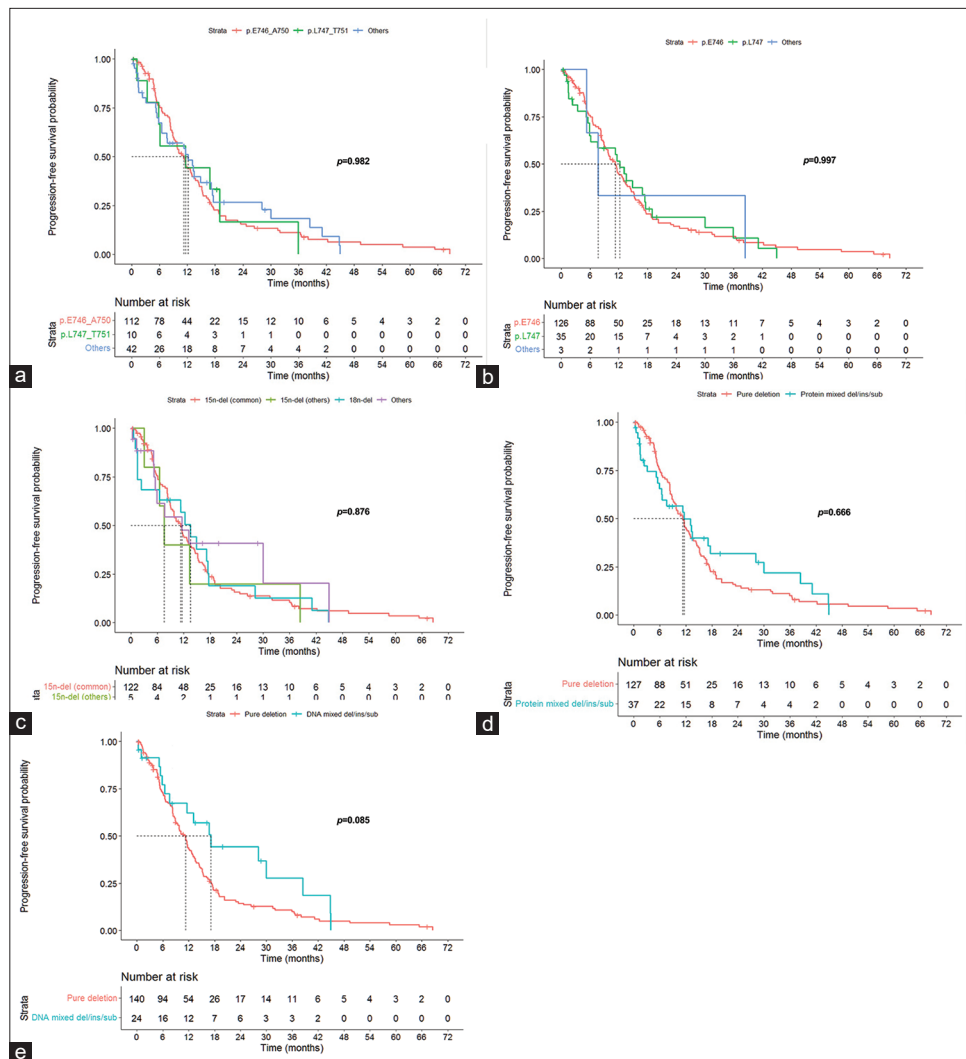 Strata p.E746_A750 p.L747_T751 Others
Progression-free survival probability
1.00
0.75
0.50
0.25
0.00
p=0.982
0 6 12 18 24 30 36 42 48 54 60 66 72
Time (months)
Number at risk
Strata
p.E746_A750 112 78 44 22 15 12 10 6 5 4 3 2 0
p.L747_T751 10 6 4 3 1 1 0 0 0 0 0 0 0
Others 42 26 18 8 7 4 4 2 0 0 0 0 0
0 6 12 18 24 30 36 42 48 54 60 66 72
Time (months)
a
Strata p.E746 p.L747 Others
Progression-free survival probability
1.00
0.75
0.50
0.25
0.00
p=0.997
0 6 12 18 24 30 36 42 48 54 60 66 72
Time (months)
Number at risk
Strata
p.E746 126 88 50 25 18 13 11 7 5 4 3 2 0
p.L747 35 20 15 7 4 3 2 1 0 0 0 0 0
Others 3 2 1 1 1 1 1 0 0 0 0 0 0
0 6 12 18 24 30 36 42 48 54 60 66 72
Time (months)
b
Strata 15n-del (common) 15n-del (others) 18n-del Others
Progression-free survival probability
1.00
0.75
0.50
0.25
0.00
p=0.876
0 6 12 18 24 30 36 42 48 54 60 66 72
Time (months)
Number at risk
15n-del (common) 122 84 48 25 16 13 10 6 5 4 3 2 0
15n-del (others) 5 4 2 1 1 1 1 0 0 0 0 0 0
c
Strata Pure deletion Protein mixed del/ins/sub
Progression-free survival probability
1.00
0.75
0.50
0.25
0.00
p=0.666
0 6 12 18 24 30 36 42 48 54 60 66 72
Time (months)
Number at risk
Strata
Pure deletion 127 88 51 25 16 13 10 6 5 4 3 2 0
Protein mixed del/ins/sub 37 22 15 8 7 4 4 2 0 0 0 0 0
0 6 12 18 24 30 36 42 48 54 60 66 72
Time (months)
d
Strata Pure deletion DNA mixed del/ins/sub
Progression-free survival probability
1.00
0.75
0.50
0.25
0.00
p=0.085
0 6 12 18 24 30 36 42 48 54 60 66 72
Time (months)
Number at risk
Strata
Pure deletion 140 94 54 26 17 14 11 6 5 4 3 2 0
DNA mixed del/ins/sub 24 16 12 7 6 3 3 2 0 0 0 0 0
0 6 12 18 24 30 36 42 48 54 60 66 72
Time (months)
e